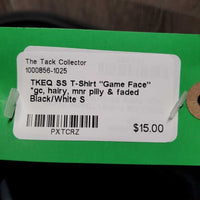 The Tack Collector
1000856-1025
TKEQ SS T-Shirt "Game Face"
*gc, hairy, mnr pilly & faded
Black/White S
PXTCRZ
$15.00